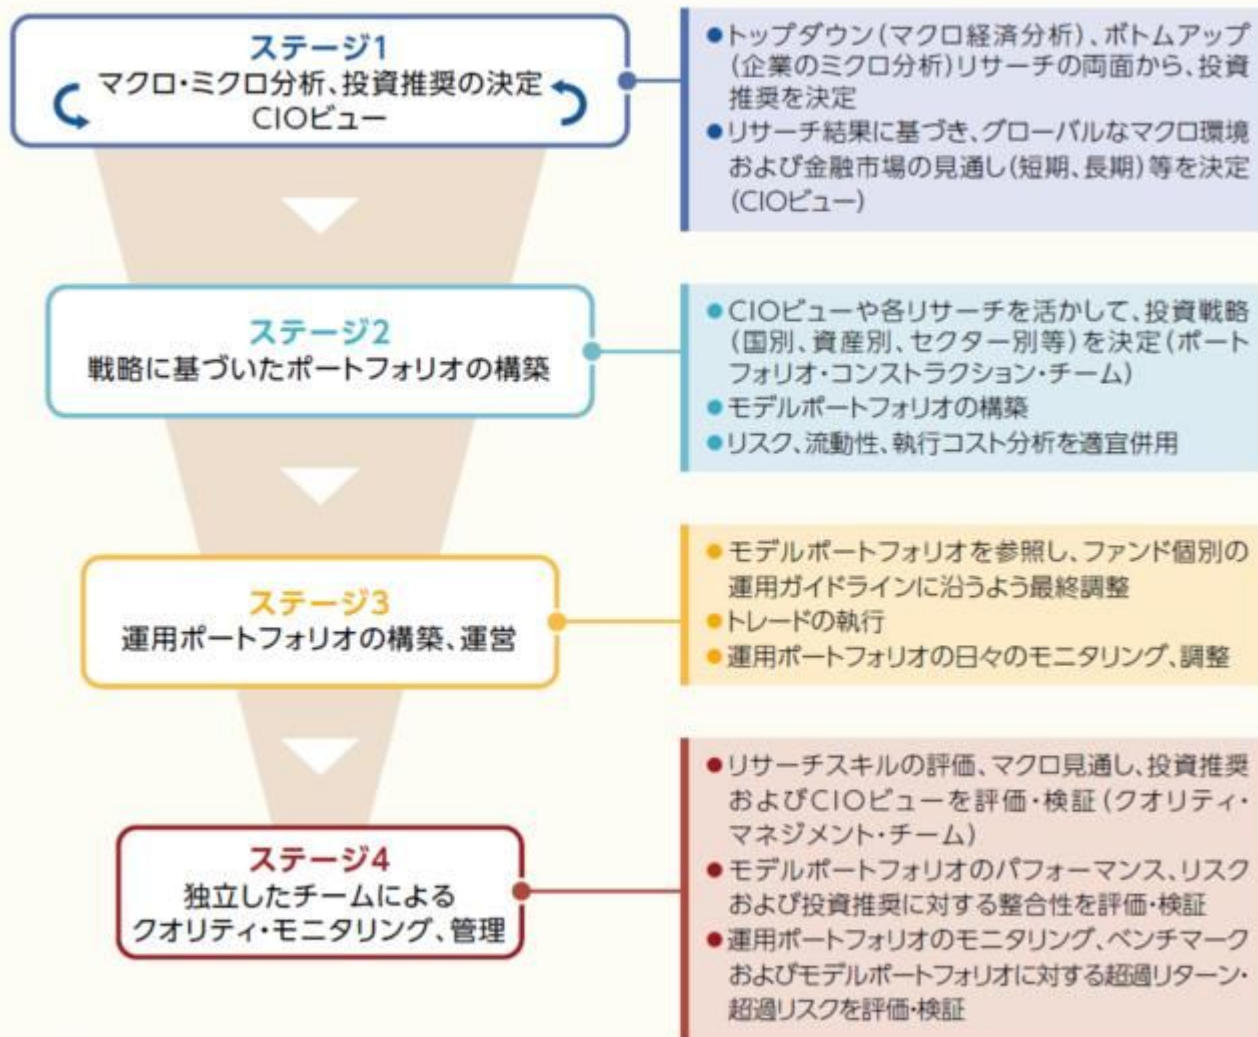 ステージ1
マクロ・ミクロ分析、投資推奨の決定
CIOビュー
●トップダウン(マクロ経済分析)、ボトムアップ
(企業のミクロ分析)リサーチの両面から、投資
推奨を決定
●リサーチ結果に基づき、グローバルなマクロ環境
および金融市場の見通し(短期、長期)等を決定
(CIOビュー)
ステージ2
戦略に基づいたポートフォリオの構築
●CIOビューや各リサーチを活かして、投資戦略
(国別、資産別、セクター別等)を決定(ポート
フォリオ・コンストラクション・チーム)
●モデルポートフォリオの構築
●リスク、流動性、執行コスト分析を適宜併用
ステージ3
運用ポートフォリオの構築、運営
●モデルポートフォリオを参照し、ファンド個別の
運用ガイドラインに沿うよう最終調整
●トレードの執行
●運用ポートフォリオの日々のモニタリング、調整
ステージ4
独立したチームによる
クオリティ・モニタリング、管理
●リサーチスキルの評価、マクロ見通し、投資推奨
およびCIOビューを評価・検証(クオリティ・
マネジメント・チーム)
●モデルポートフォリオのパフォーマンス、リスク
および投資推奨に対する整合性を評価・検証
●運用ポートフォリオのモニタリング、ベンチマーク
およびモデルポートフォリオに対する超過リターン・
超過リスクを評価・検証